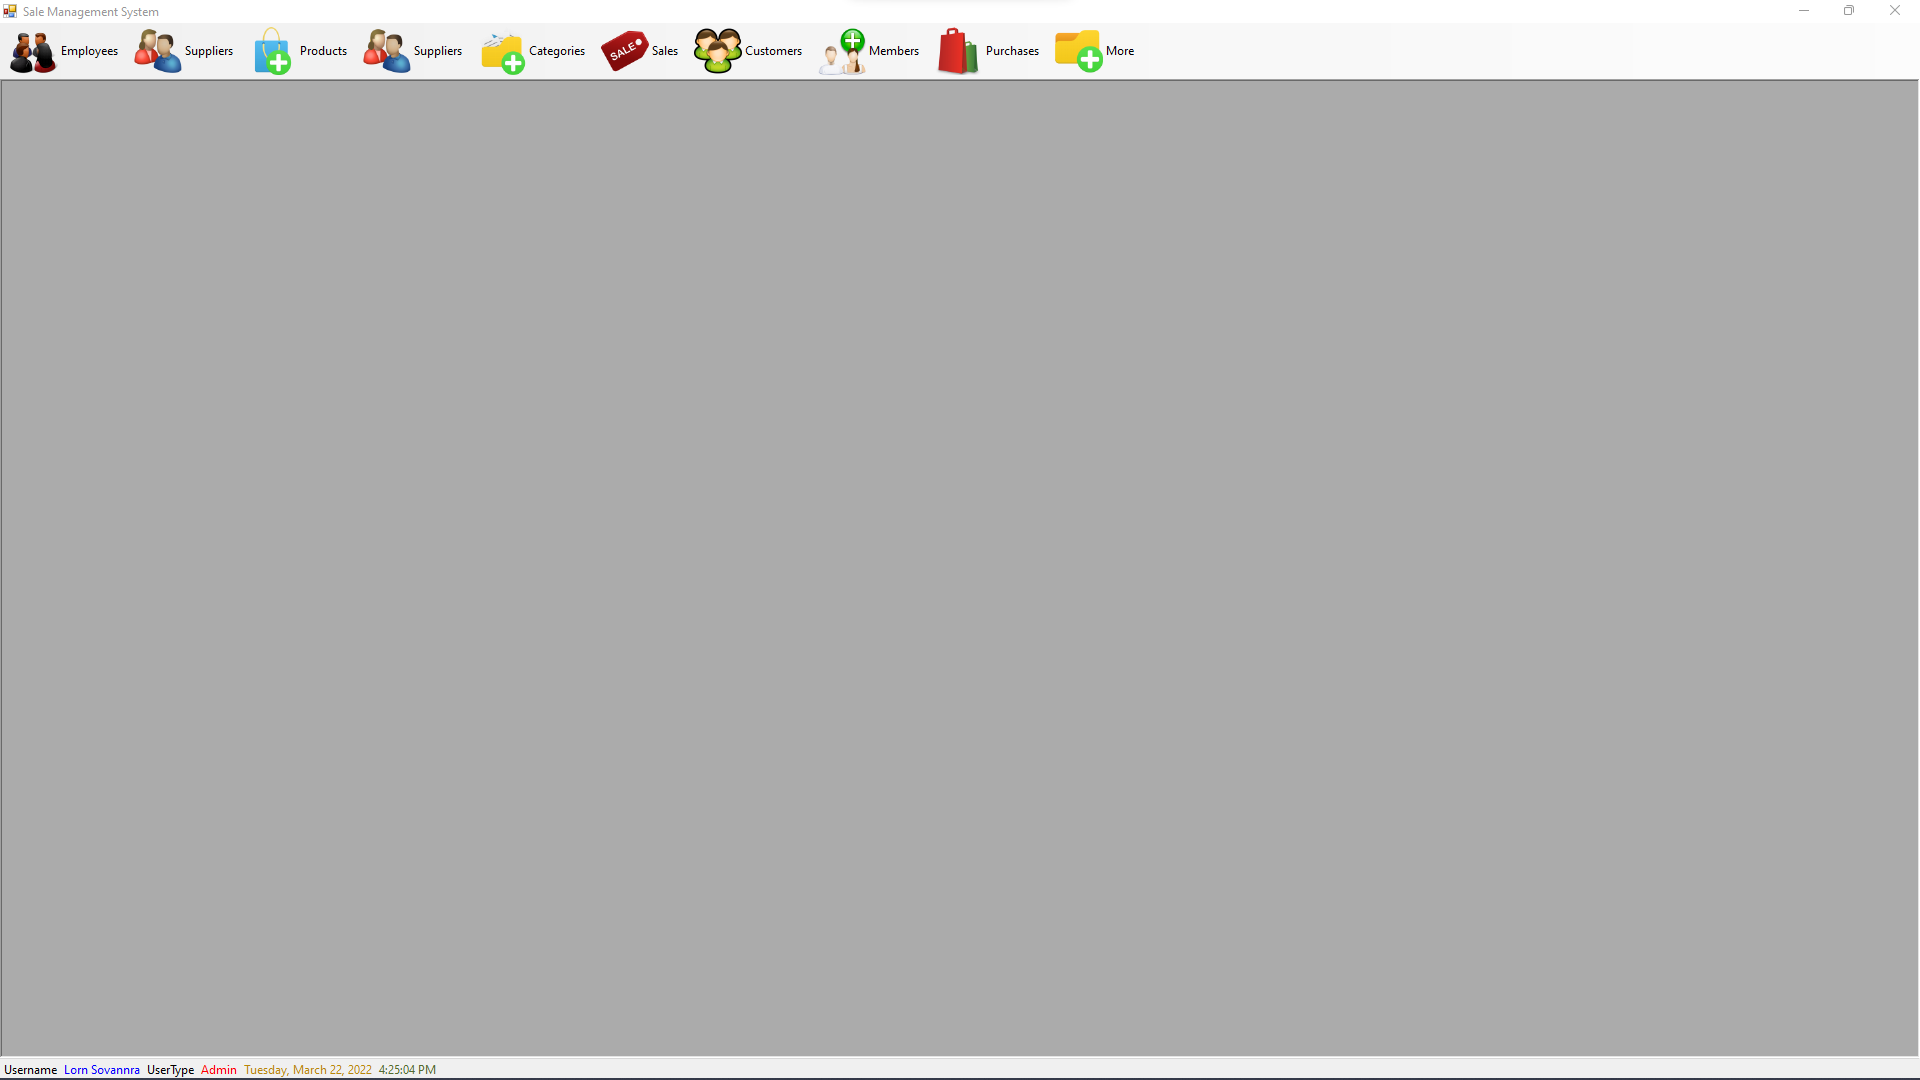 Sale Management System
Employees Suppliers Products Suppliers Categories SALE Sales Customers Members Purchases More
Username Lorn Sovannra UserType Admin Tuesday, March 22, 2022 4:25:04 PM